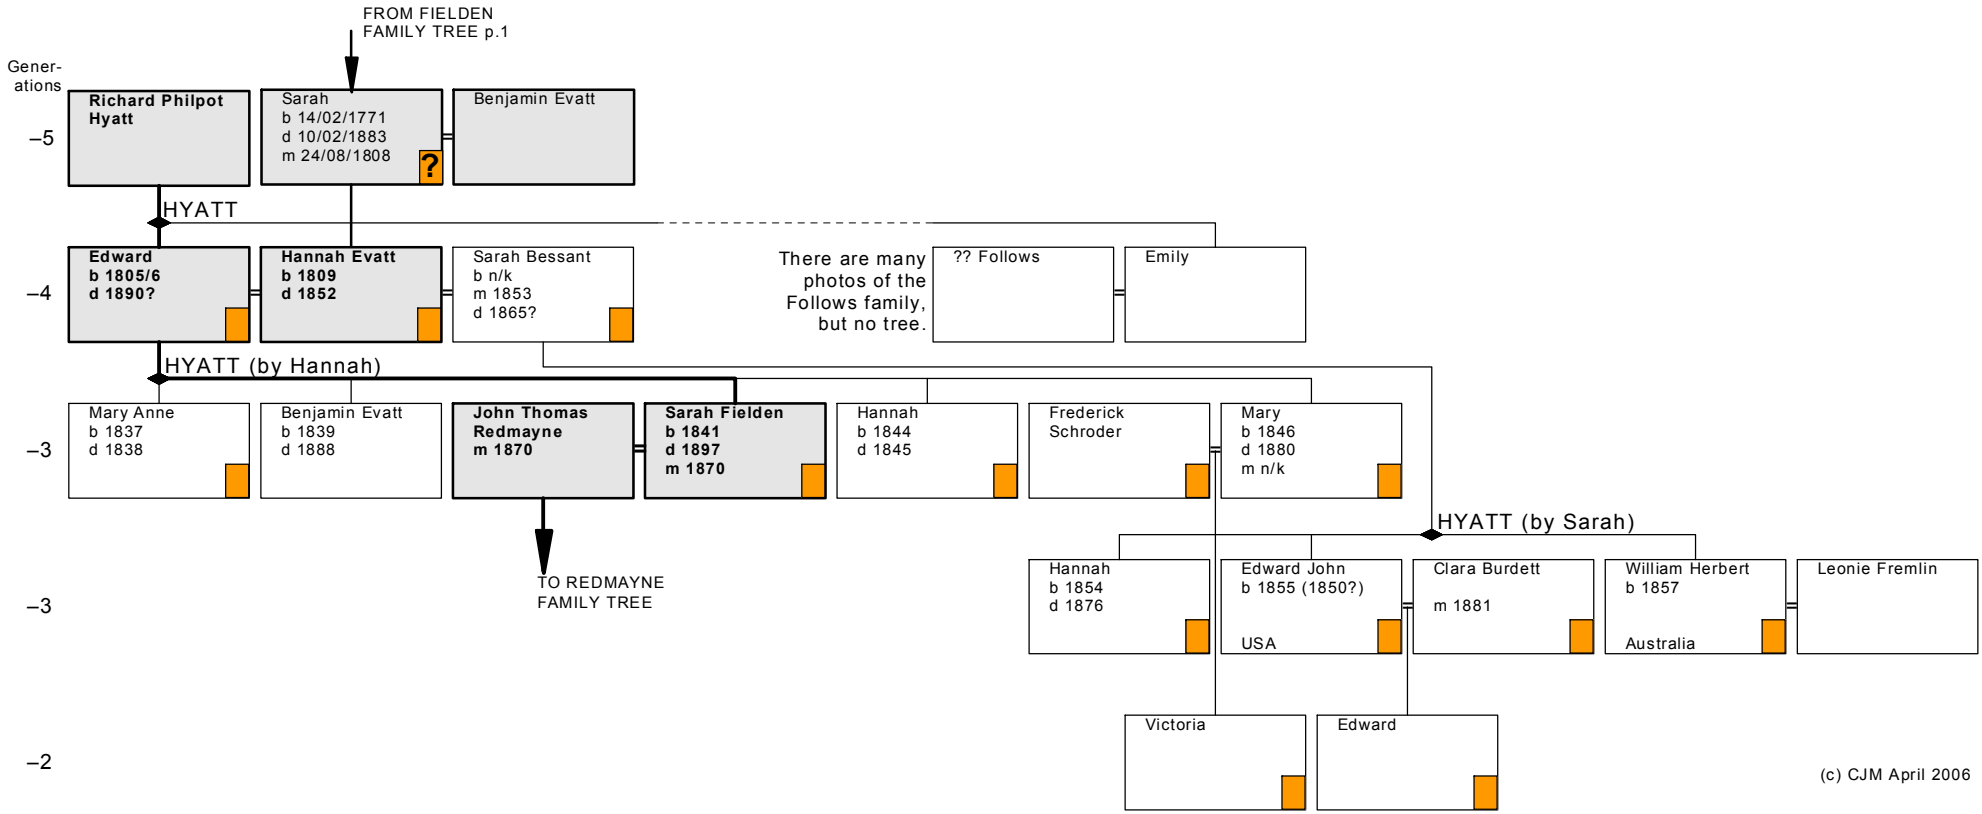 FROM FIELDEN
FAMILY TREE p.1
Gener-
ations
–5
Richard Philpot
Hyatt
Sarah
b 14/02/1771
d 10/02/1883
m 24/08/1808
?
Benjamin Evatt
HYATT
–4
Edward
b 1805/6
d 1890?
Hannah Evatt
b 1809
d 1852
Sarah Bessant
b n/k
m 1853
d 1865?
There are many
photos of the
Follows family,
but no tree.
?? Follows
Emily
HYATT (by Hannah)
–3
Mary Anne
b 1837
d 1838
Benjamin Evatt
b 1839
d 1888
John Thomas
Redmayne
m 1870
Sarah Fielden
b 1841
d 1897
m 1870
Hannah
b 1844
d 1845
Frederick
Schroder
Mary
b 1846
d 1880
m n/k
TO REDMAYNE
FAMILY TREE
HYATT (by Sarah)
–3
Hannah
b 1854
d 1876
Edward John
b 1855 (1850?)
USA
Clara Burdett
m 1881
William Herbert
b 1857
Australia
Leonie Fremlin
–2
Victoria
Edward
(c) CJM April 2006